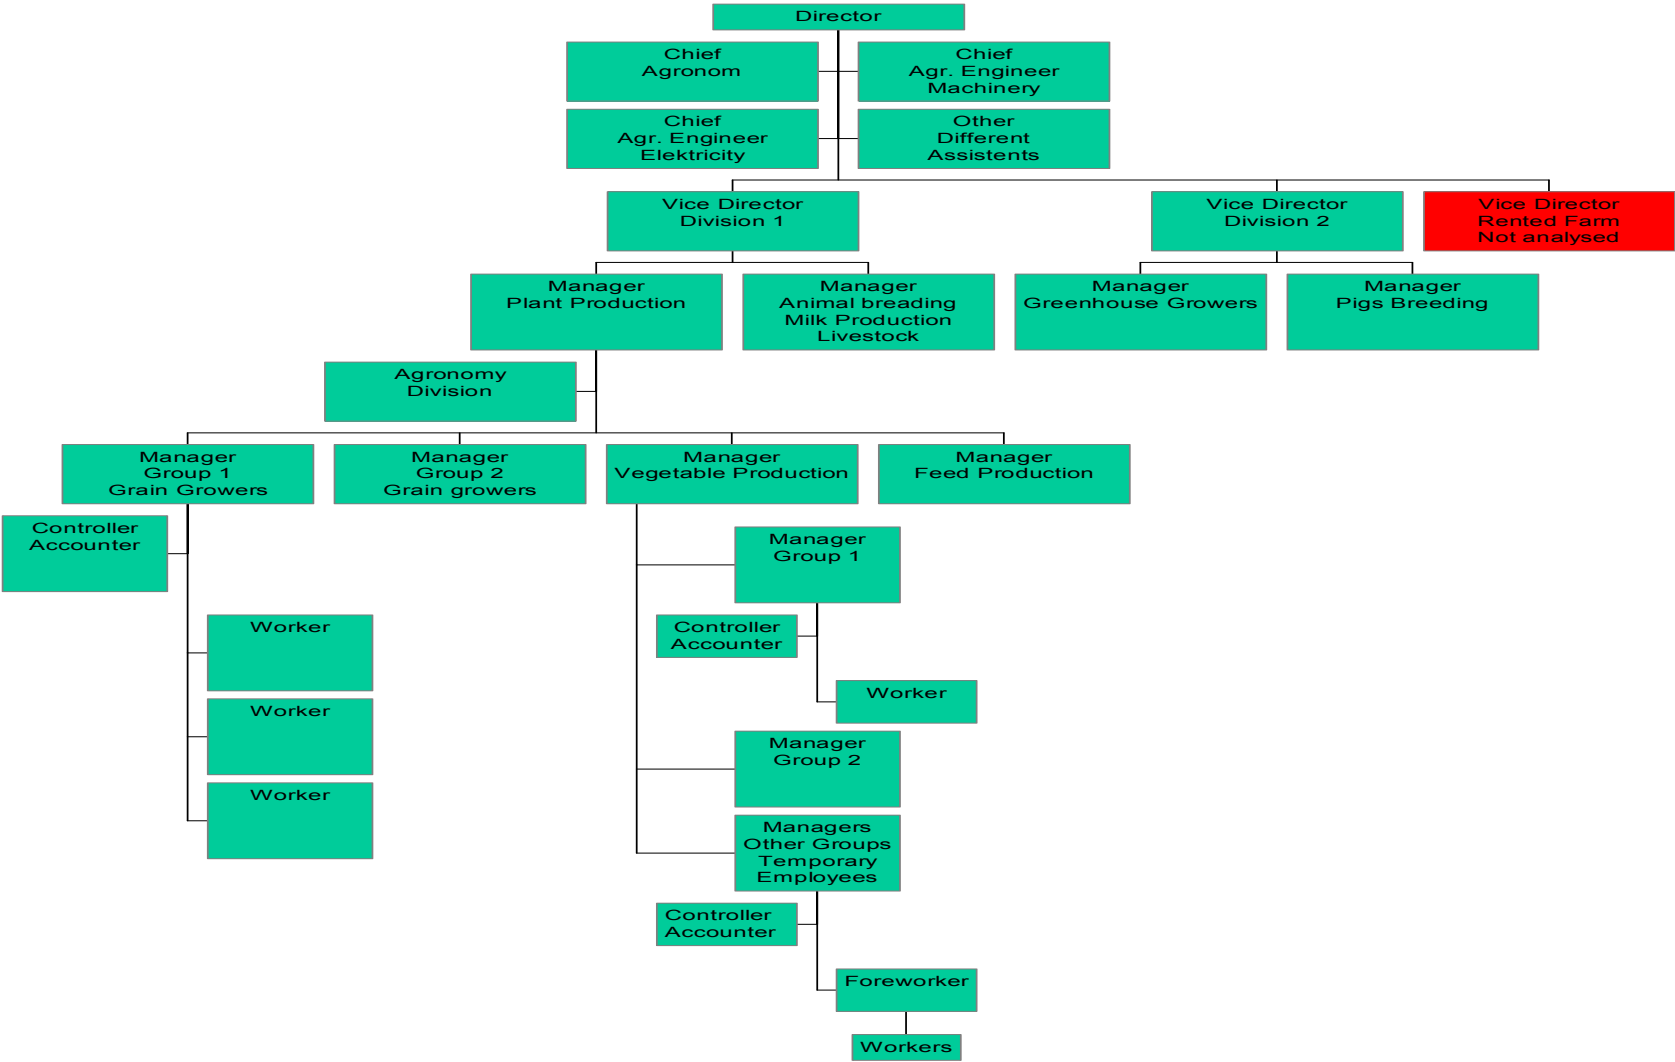 Director
Chief
Agronom
Chief
Agr. Engineer
Machinery
Chief
Agr. Engineer
Elektricity
Other
Different
Assistents
Vice Director
Division 1
Vice Director
Division 2
Vice Director
Rented Farm
Not analysed
Manager
Plant Production
Manager
Animal breading
Milk Production
Livestock
Manager
Greenhouse Growers
Manager
Pigs Breeding
Agronomy
Division
Manager
Group 1
Grain Growers
Manager
Group 2
Grain growers
Manager
Vegetable Production
Manager
Feed Production
Controller
Accounter
Worker
Worker
Worker
Manager
Group 1
Controller
Accounter
Worker
Manager
Group 2
Managers
Other Groups
Temporary
Employees
Controller
Accounter
Foreworker
Workers